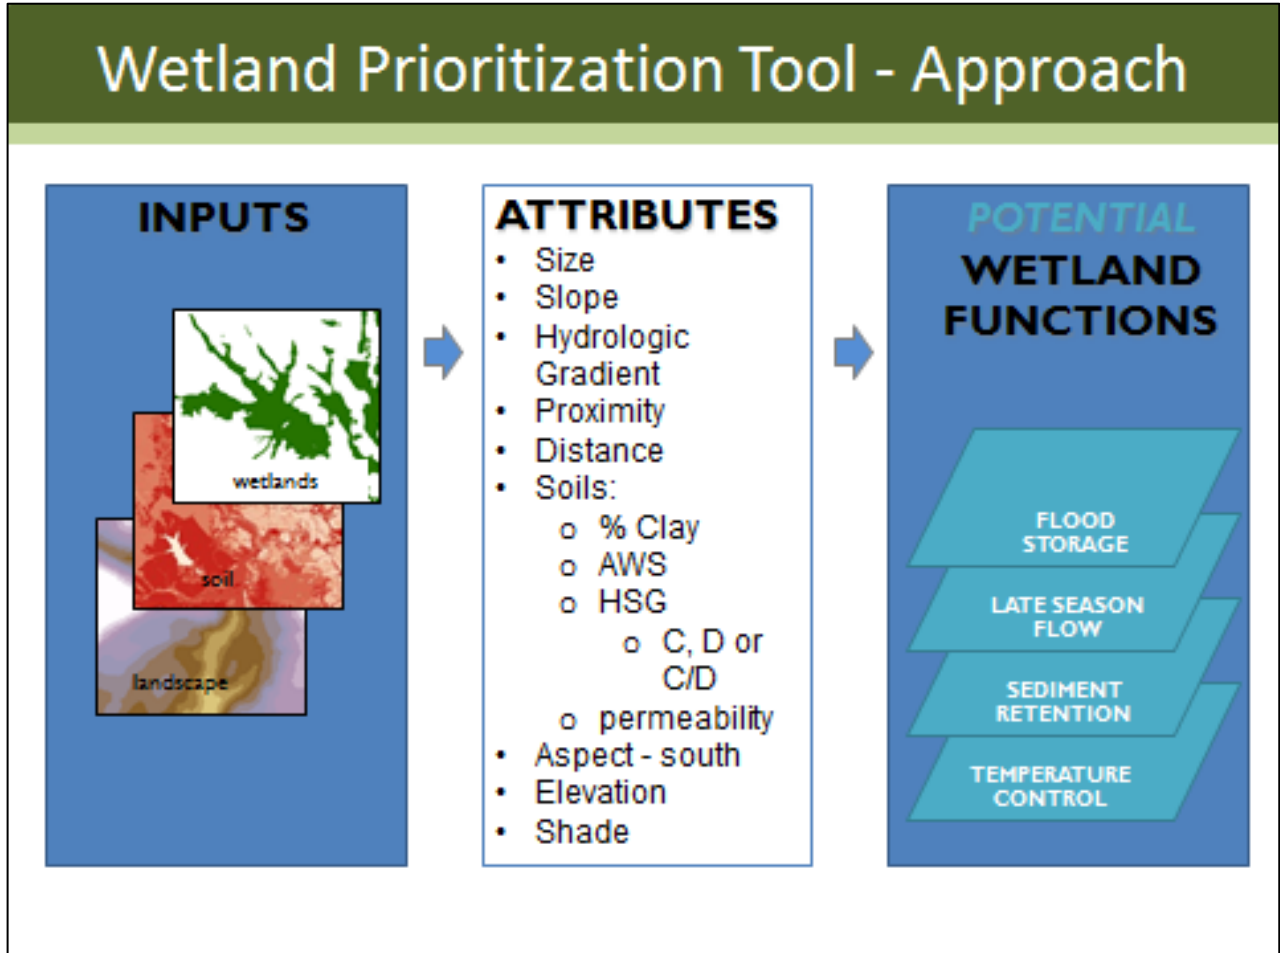 Wetland Prioritization Tool - Approach
INPUTS
wetlands
soil
landscape
ATTRIBUTES
• Size
• Slope
• Hydrologic
Gradient
• Proximity
• Distance
• Soils:
o % Clay
o AWS
o HSG
o C, D or
C/D
o permeability
• Aspect - south
• Elevation
• Shade
POTENTIAL
WETLAND
FUNCTIONS
FLOOD
STORAGE
LATE SEASON
FLOW
SEDIMENT
RETENTION
TEMPERATURE
CONTROL